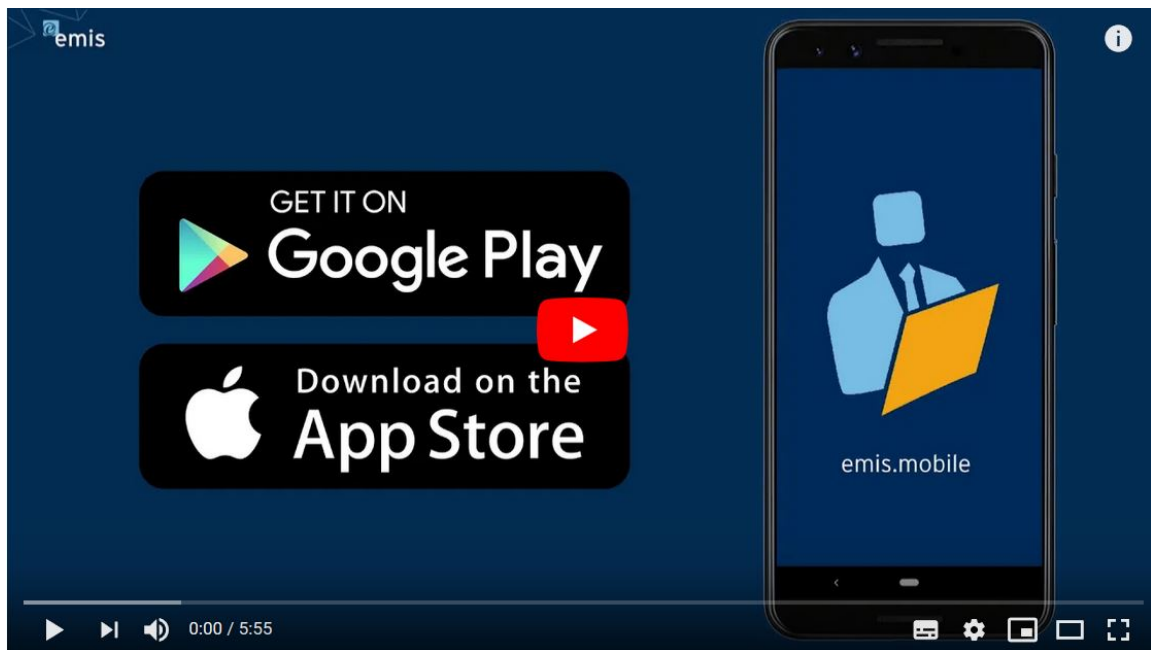 emis
GET IT ON
Google Play
Download on the
App Store
emis.mobile
0:00 / 5:55